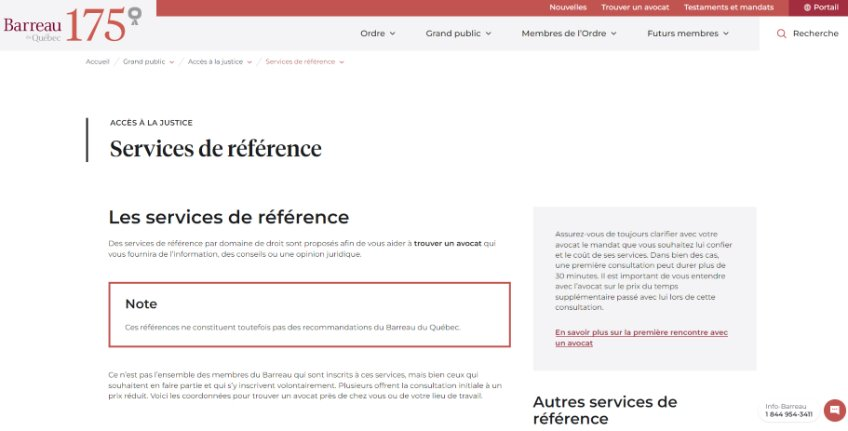 Nouvelles Trouver un avocat Testaments et mandats Portail
Barreau
du Québec
175
Ordre Grand public Membres de l'Ordre Futurs membres Recherche
Accueil / Grand public / Accès à la justice / Services de référence
ACCÈS À LA JUSTICE
Services de référence
Les services de référence
Des services de référence par domaine de droit sont proposés afin de vous aider à trouver un avocat qui
vous fournira de l'information, des conseils ou une opinion juridique.
Note
Ces références ne constituent toutefois pas des recommandations du Barreau du Québec.
Ce n'est pas l'ensemble des membres du Barreau qui sont inscrits à ces services, mais bien ceux qui
souhaitent en faire partie et qui s'y inscrivent volontairement. Plusieurs offrent la consultation initiale à un
prix réduit. Voici les coordonnées pour trouver un avocat près de chez vous ou de votre lieu de travail.
Assurez-vous de toujours clarifier avec votre
avocat le mandat que vous souhaitez lui confier
et le coût de ses services. Dans bien des cas,
une première consultation peut durer plus de
30 minutes. Il est important de vous entendre
avec l'avocat sur le prix du temps
supplémentaire passé avec lui lors de cette
consultation.
En savoir plus sur la première rencontre avec
un avocat
Autres services de
référence
Info-Barreau
1 844 954-3411